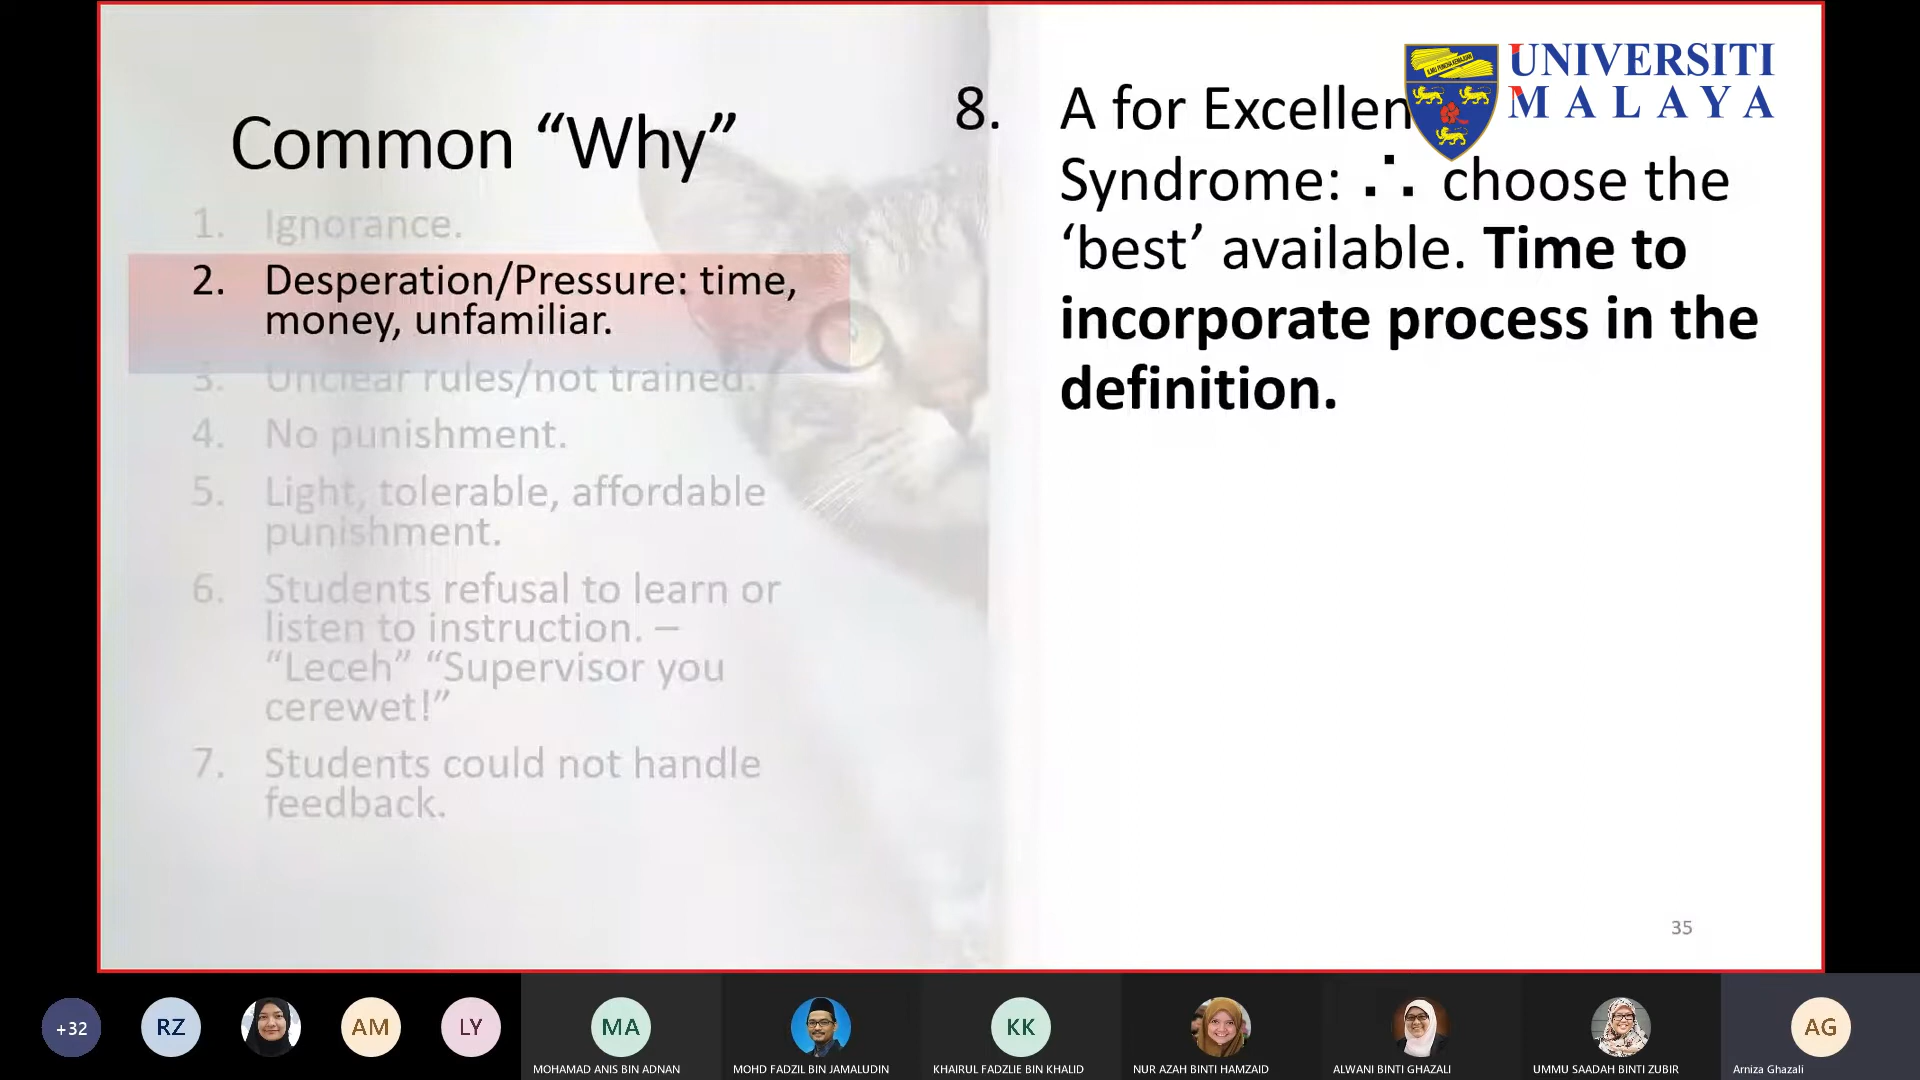 Common “Why”
1. Ignorance.
2. Desperation/Pressure: time,
money, unfamiliar.
3. Unclear rules/not trained.
4. No punishment.
5. Light, tolerable, affordable
punishment.
6. Students refusal to learn or
listen to instruction. –
“Leceh” “Supervisor you
cerewet!”
7. Students could not handle
feedback.
8. A for Excellen
Syndrome: ∴ choose the
‘best’ available. Time to
incorporate process in the
definition.
UNIVERSITI
MALAYA
35
+32
RZ
AM
LY
MA
KK
AG
MOHAMAD ANIS BIN ADNAN
MOHD FADZIL BIN JAMALUDIN
KHAIRUL FADZLIE BIN KHALID
NUR AZAH BINTI HAMZAID
ALWANI BINTI GHAZALI
UMMU SAADAH BINTI ZUBIR
Arniza Ghazali